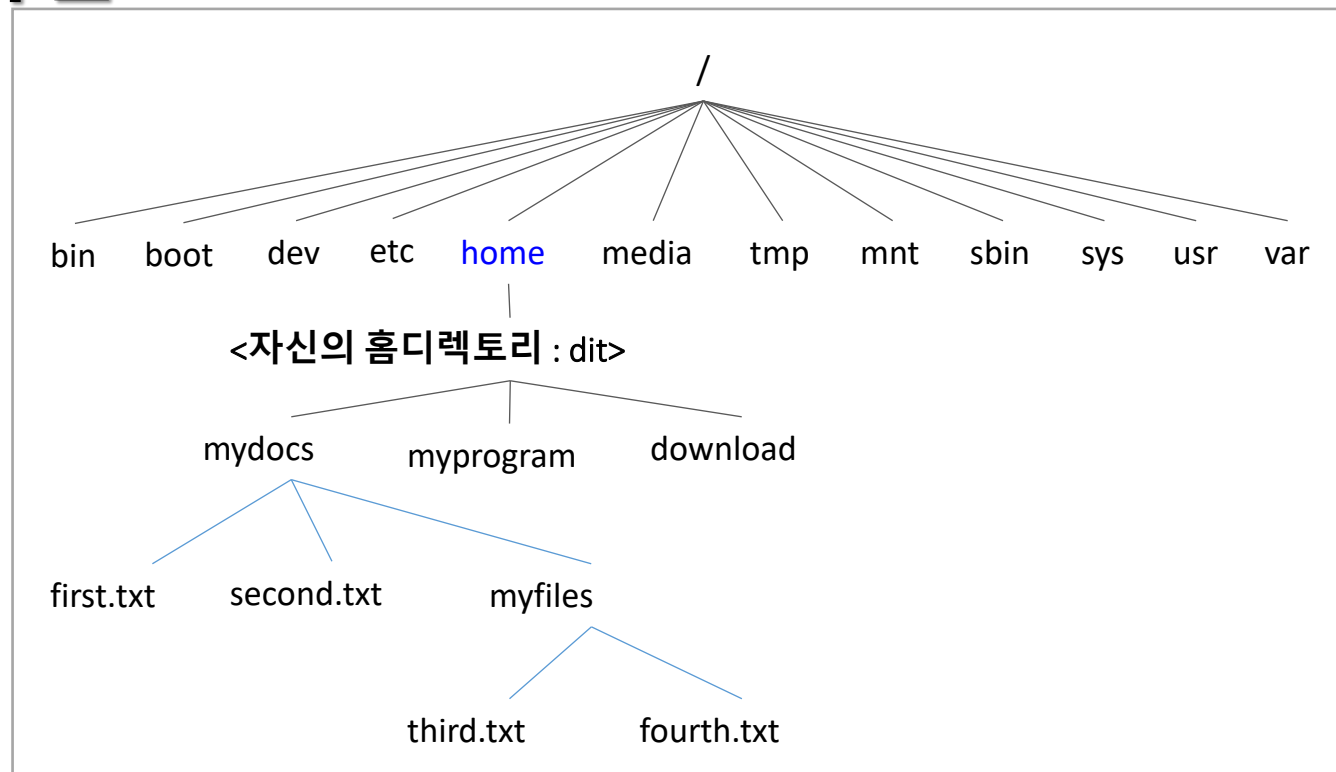 /
bin boot dev etc home media tmp mnt sbin sys usr var
<자신의 홈디렉토리 : dit>
mydocs myprogram download
first.txt second.txt myfiles
third.txt fourth.txt